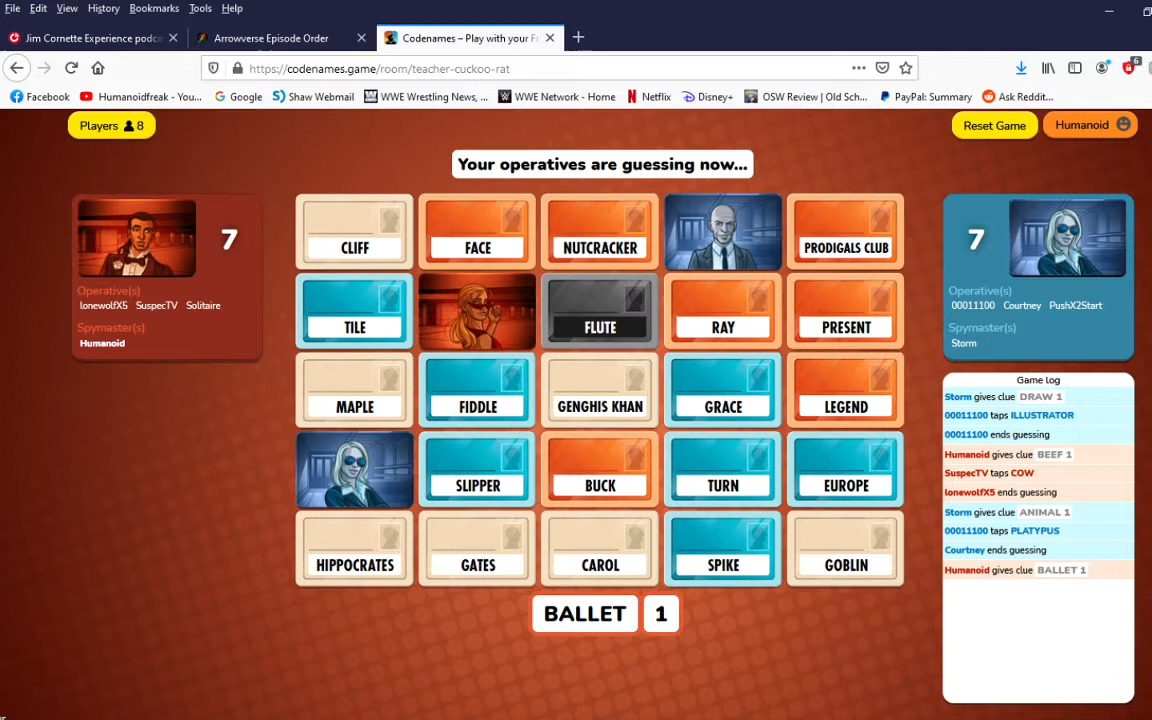 File Edit View History Bookmarks Tools Help
Jim Cornette Experience podca
Arrowverse Episode Order
Codenames – Play with your Fr
https://codenames.game/room/teacher-cuckoo-rat
6
Facebook
Humanoidfreak - You...
Google
Shaw Webmail
WWE Wrestling News, ...
WWE Network - Home
Netflix
Disney+
OSW Review | Old Sch...
PayPal: Summary
Ask Reddit...
Players 8
Reset Game
Humanoid
Your operatives are guessing now...
7
Operative(s)
lonewolfX5 SuspecTV Solitaire
Spymaster(s)
Humanoid
CLIFF
FACE
NUTCRACKER
PRODIGALS CLUB
TILE
FLUTE
RAY
PRESENT
MAPLE
FIDDLE
GENGHIS KHAN
GRACE
LEGEND
SLIPPER
BUCK
TURN
EUROPE
HIPPOCRATES
GATES
CAROL
SPIKE
GOBLIN
BALLET 1
7
Operative(s)
00011100 Courtney PushX2Start
Spymaster(s)
Storm
Game log
Storm gives clue DRAW 1
00011100 taps ILLUSTRATOR
00011100 ends guessing
Humanoid gives clue BEEF 1
SuspecTV taps COW
lonewolfX5 ends guessing
Storm gives clue ANIMAL 1
00011100 taps PLATYPUS
Courtney ends guessing
Humanoid gives clue BALLET 1